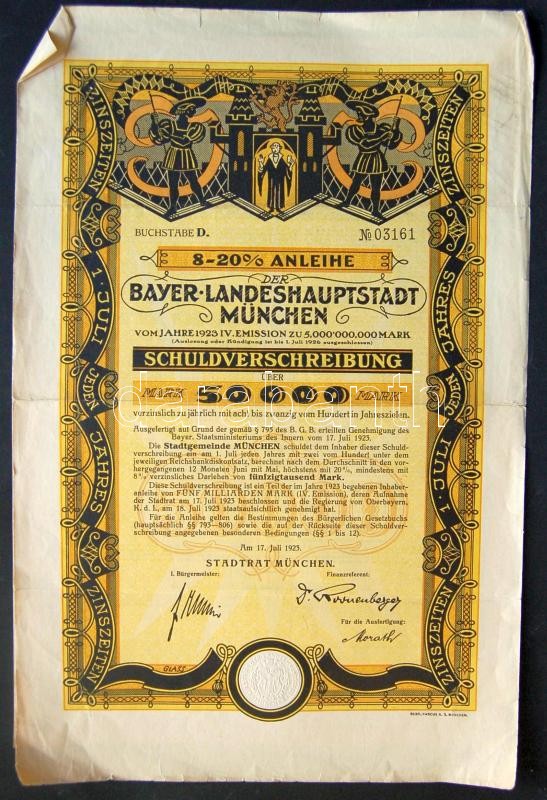 ZINSZEITEN
ZINSZEITEN
BUCHSTABE D.
№ 03161
8-20% ANLEIHE
DER
BAYER·LANDESHAUPTSTADT
MÜNCHEN
VOM JAHRE 1923 IV. EMISSION ZU 5.000'000,000 MARK
(Auslosung oder Kündigung ist bis 1. Juli 1926 ausgeschlossen)
SCHULDVERSCHREIBUNG
ÜBER
MARK 50 000 MARK
verzinslich zu jährlich mit acht bis zwanzig vom Hundert in Jahreszielen.
Ausgefertigt auf Grund der gemäß § 795 des B. G. B. erteilten Genehmigung des
Bayer. Staatsministeriums des Innern vom 17. Juli 1923.
Die Stadtgemeinde MÜNCHEN schuldet dem Inhaber dieser Schuld-
verschreibung ein am 1. Juli jeden Jahres mit zwei vom Hundert unter
dem jeweiligen Reichsbankdiskontsatz, berechnet nach dem Durchschnitt in den vor-
hergegangenen 12 Monaten Juni mit Mai, höchstens mit 20%, mindestens mit
8% verzinsliches Darlehen von fünfzigtausend Mark.
Diese Schuldverschreibung ist ein Teil der im Jahre 1923 begebenen Inhaber-
anleihe von FÜNF MILLIARDEN MARK (IV. Emission), deren Aufnahme
der Stadtrat am 17. Juli 1923 beschlossen und die Regierung von Oberbayern,
K. d. I., am 18. Juli 1923 staatsaufsichtlich genehmigt hat.
Für die Anleihe gelten die Bestimmungen des Bürgerlichen Gesetzbuchs
(hauptsächlich §§ 793—806) sowie die auf der Rückseite dieser Schuldver-
schreibung angegebenen besonderen Bedingungen (§§ 1 bis 12).
Am 17. Juli 1923.
STADTRAT MÜNCHEN.
I. Bürgermeister:
Finanzreferent:
Für die Ausfertigung:
Morath
GLASS
1. JULI JEDEN JAHRES
1. JULI JEDEN JAHRES
ZINSZEITEN
ZINSZEITEN
darabanth